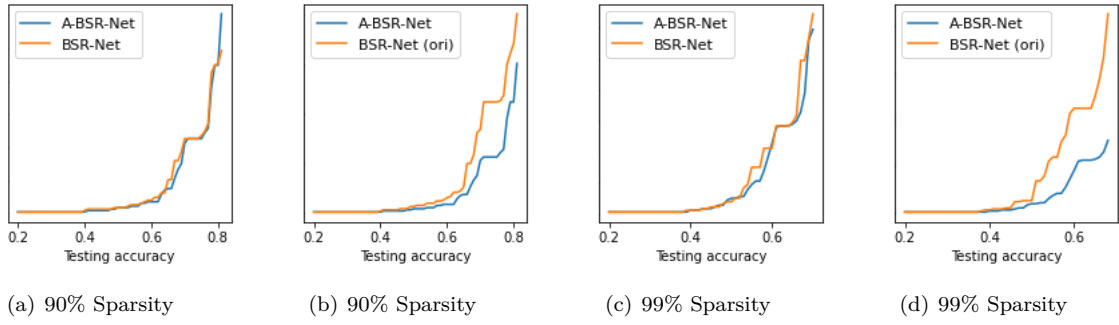 A-BSR-Net
BSR-Net
0.2 0.4 0.6 0.8
Testing accuracy
(a) 90% Sparsity
A-BSR-Net
BSR-Net (ori)
0.2 0.4 0.6 0.8
Testing accuracy
(b) 90% Sparsity
A-BSR-Net
BSR-Net
0.2 0.4 0.6
Testing accuracy
(c) 99% Sparsity
A-BSR-Net
BSR-Net (ori)
0.2 0.4 0.6
Testing accuracy
(d) 99% Sparsity